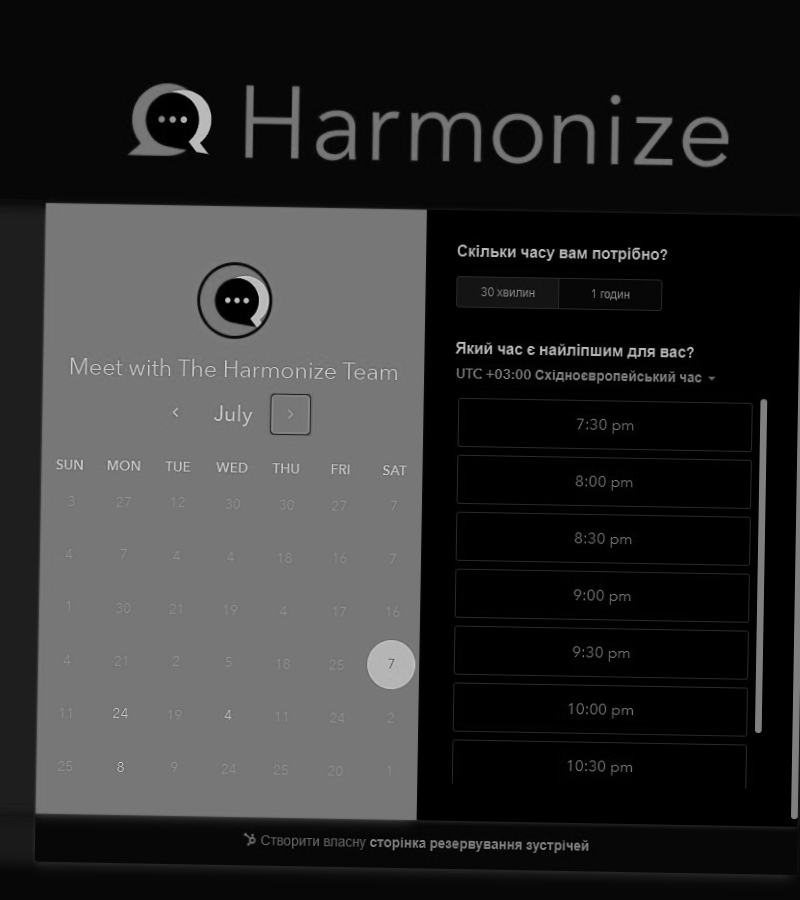 Harmonize
Meet with The Harmonize Team
July
SUN MON TUE WED THU FRI SAT
3 27 12 30 30 27 7
4 7 4 4 18 16 7
1 30 21 19 4 17 16
4 21 2 5 18 25 7
11 24 19 4 11 24 2
25 8 9 24 25 20 1
Скільки часу вам потрібно?
30 хвилин 1 годин
Який час є найліпшим для вас?
UTC +03:00 Східноєвропейський час
7:30 pm
8:00 pm
8:30 pm
9:00 pm
9:30 pm
10:00 pm
10:30 pm
Створити власну сторінка резервування зустрічей